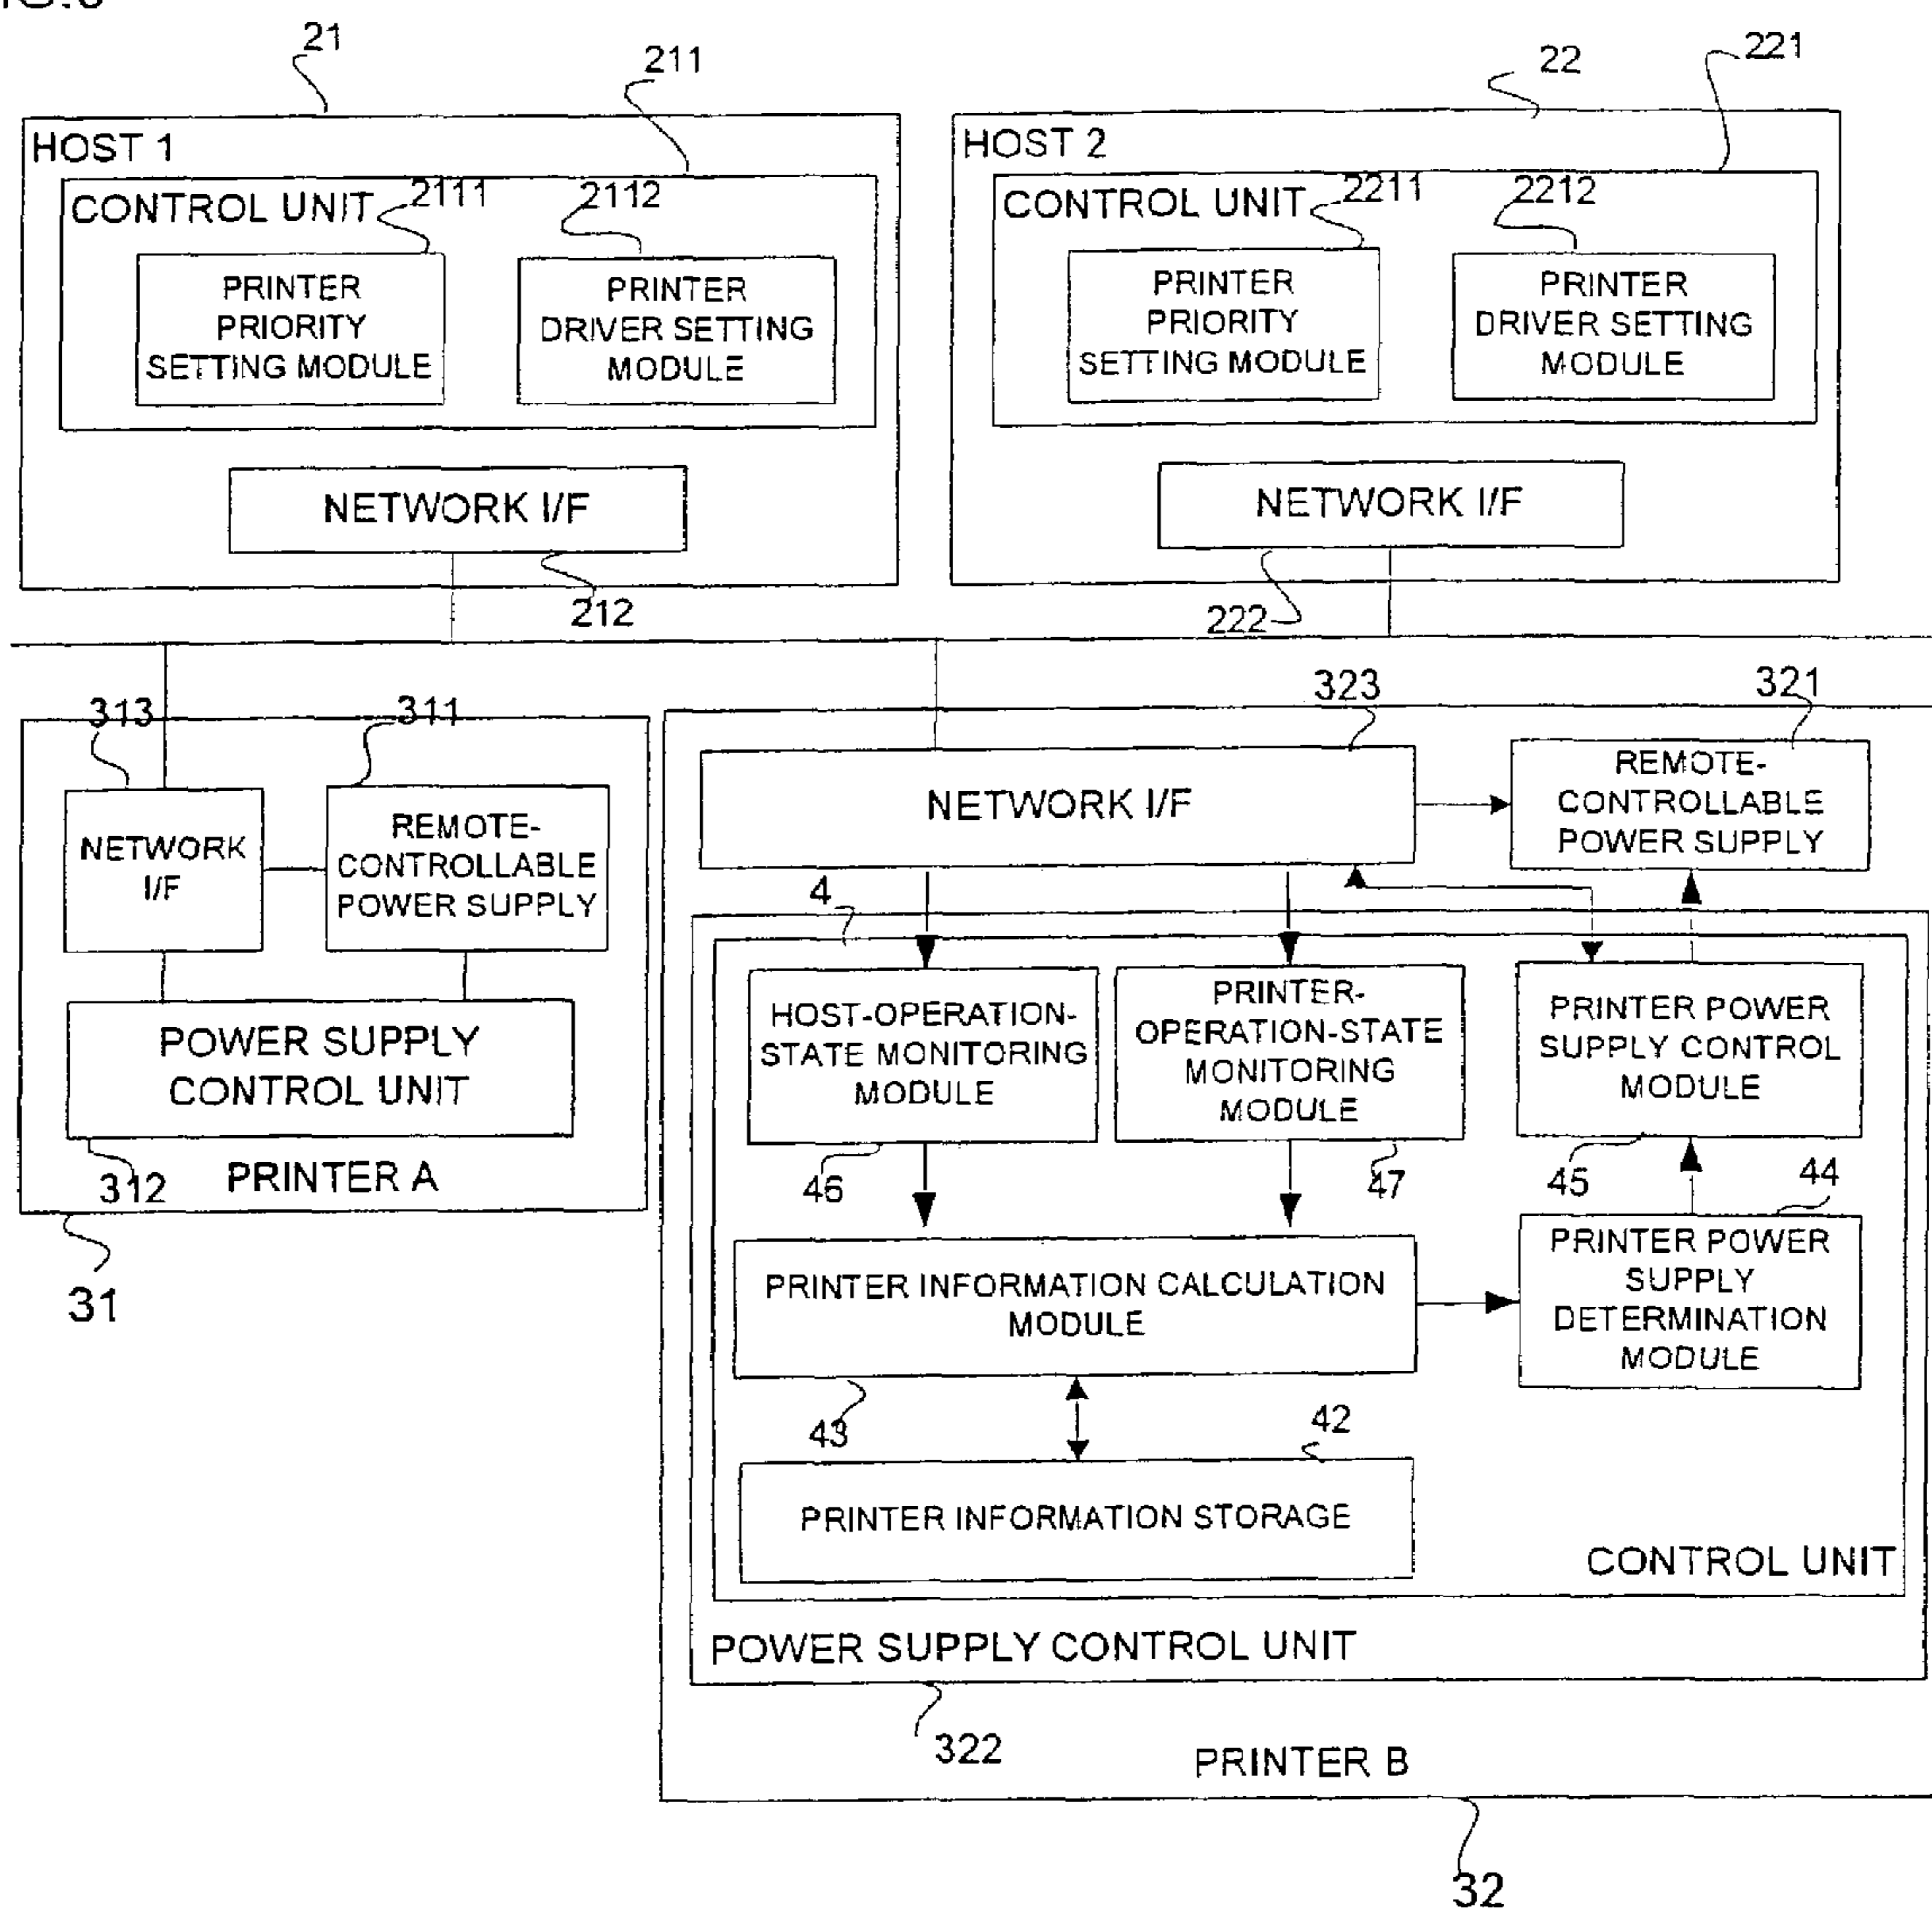 21
211
22
221
HOST 1
HOST 2
CONTROL UNIT
2111
2112
CONTROL UNIT
2211
2212
PRINTER
PRIORITY
SETTING MODULE
PRINTER
DRIVER SETTING
MODULE
PRINTER
PRIORITY
SETTING MODULE
PRINTER
DRIVER SETTING
MODULE
NETWORK I/F
NETWORK I/F
212
222
313
311
323
321
NETWORK
I/F
REMOTE-
CONTROLLABLE
POWER SUPPLY
NETWORK I/F
REMOTE-
CONTROLLABLE
POWER SUPPLY
4
POWER SUPPLY
CONTROL UNIT
HOST-OPERATION-
STATE MONITORING
MODULE
PRINTER-
OPERATION-STATE
MONITORING
MODULE
PRINTER POWER
SUPPLY CONTROL
MODULE
312
PRINTER A
46
47
45
44
31
PRINTER INFORMATION CALCULATION
MODULE
PRINTER POWER
SUPPLY
DETERMINATION
MODULE
43
42
PRINTER INFORMATION STORAGE
CONTROL UNIT
POWER SUPPLY CONTROL UNIT
322
PRINTER B
32